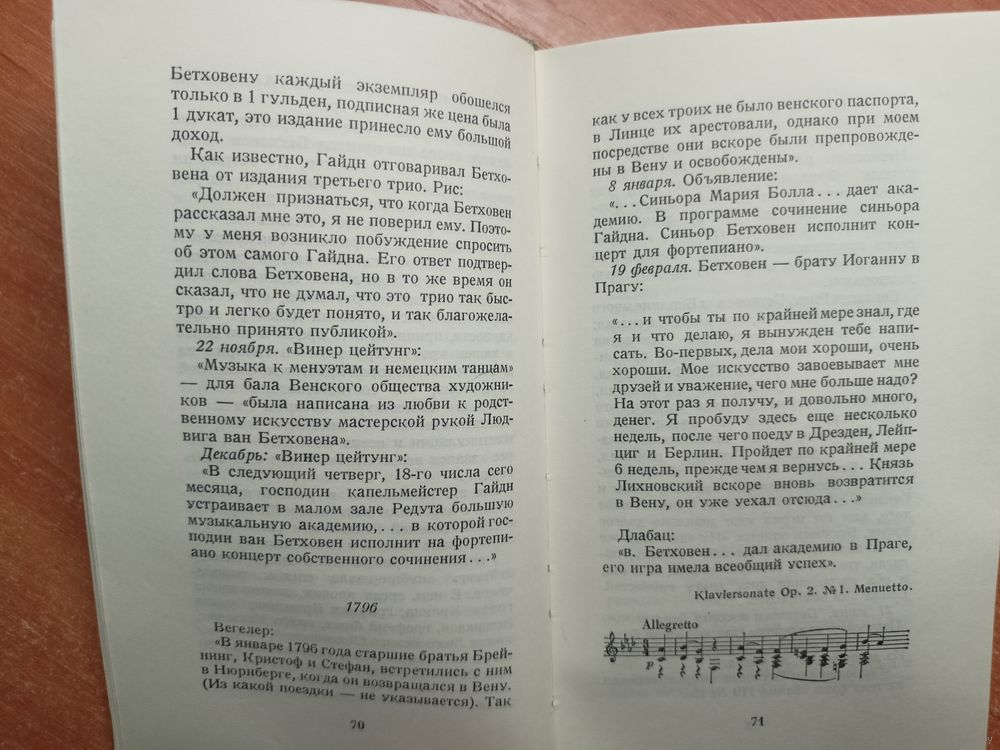 Бетховену каждый экземпляр обошелся
только в 1 гульден, подписная же цена была
1 дукат, это издание принесло ему большой
доход.
Как известно, Гайдн отговаривал Бетхо-
вена от издания третьего трио. Рис:
«Должен признаться, что когда Бетховен
рассказал мне это, я не поверил ему. Поэто-
му у меня возникло побуждение спросить
об этом самого Гайдна. Его ответ подтвер-
дил слова Бетховена, но в то же время он
сказал, что не думал, что это трио так быс-
тро и легко будет понято, и так благожела-
тельно принято публикой».
22 ноября. «Винер цейтунг»:
«Музыка к менуэтам и немецким танцам»
— для бала Венского общества художни-
ков — «была написана из любви к родст-
венному искусству мастерской рукой Люд-
вига ван Бетховена».
Декабрь: «Винер цейтунг»:
«В следующий четверг, 18-го числа сего
месяца, господин капельмейстер Гайдн
устраивает в малом зале Редута большую
музыкальную академию,... в которой гос-
подин ван Бетховен исполнит на фортепи-
ано концерт собственного сочинения...»
1796
Вегелер:
«В январе 1796 года старшие братья Брей-
нинг, Кристоф и Стефан, встретились с ним
в Нюрнберге, когда он возвращался в Вену.
(Из какой поездки — не указывается). Так
70
как у всех троих не было венского паспорта,
в Линце их арестовали, однако при моем
посредстве они вскоре были препровожде-
ны в Вену и освобождены».
8 января. Объявление:
«...Синьора Мария Болла... дает ака-
демию. В программе сочинение синьора
Гайдна. Синьор Бетховен исполнит кон-
церт для фортепиано».
19 февраля. Бетховен — брату Иоганну в
Прагу:
«...и чтобы ты по крайней мере знал, где
я и что делаю, я вынужден тебе напи-
сать. Во-первых, дела мои хороши, очень
хороши. Мое искусство завоевывает мне
друзей и уважение, чего мне больше надо?
На этот раз я получу, и довольно много,
денег. Я пробуду здесь еще несколько
недель, после чего поеду в Дрезден, Лейп-
циг и Берлин. Пройдет по крайней мере
6 недель, прежде чем я вернусь... Князь
Лихновский вскоре вновь возвратится
в Вену, он уже уехал отсюда...»
Длабац:
«в. Бетховен... дал академию в Праге,
его игра имела всеобщий успех».
Klaviersonate Op. 2. №1. Menuetto.
Allegretto
p
71